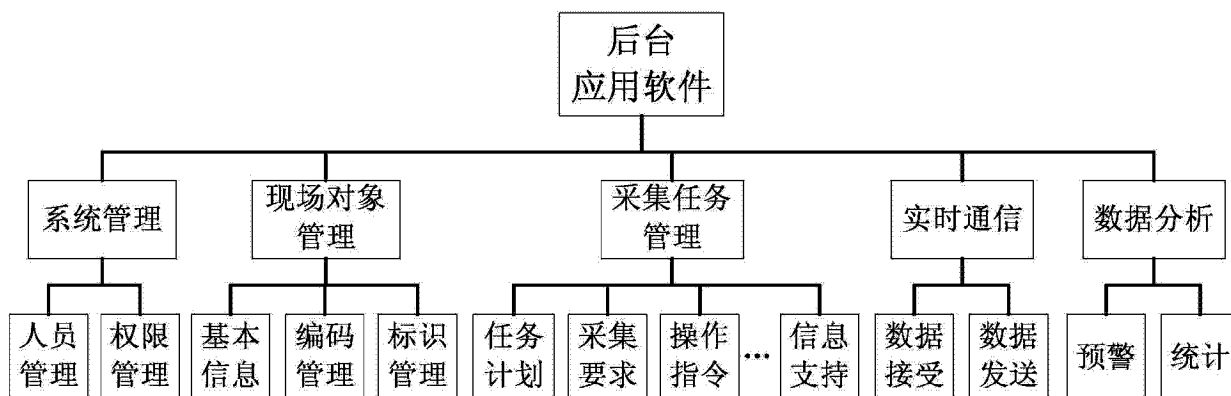 后台
应用软件
系统管理
现场对象
管理
采集任务
管理
实时通信
数据分析
人员
管理
权限
管理
基本
信息
编码
管理
标识
管理
任务
计划
采集
要求
操作
指令
...
信息
支持
数据
接受
数据
发送
预警
统计